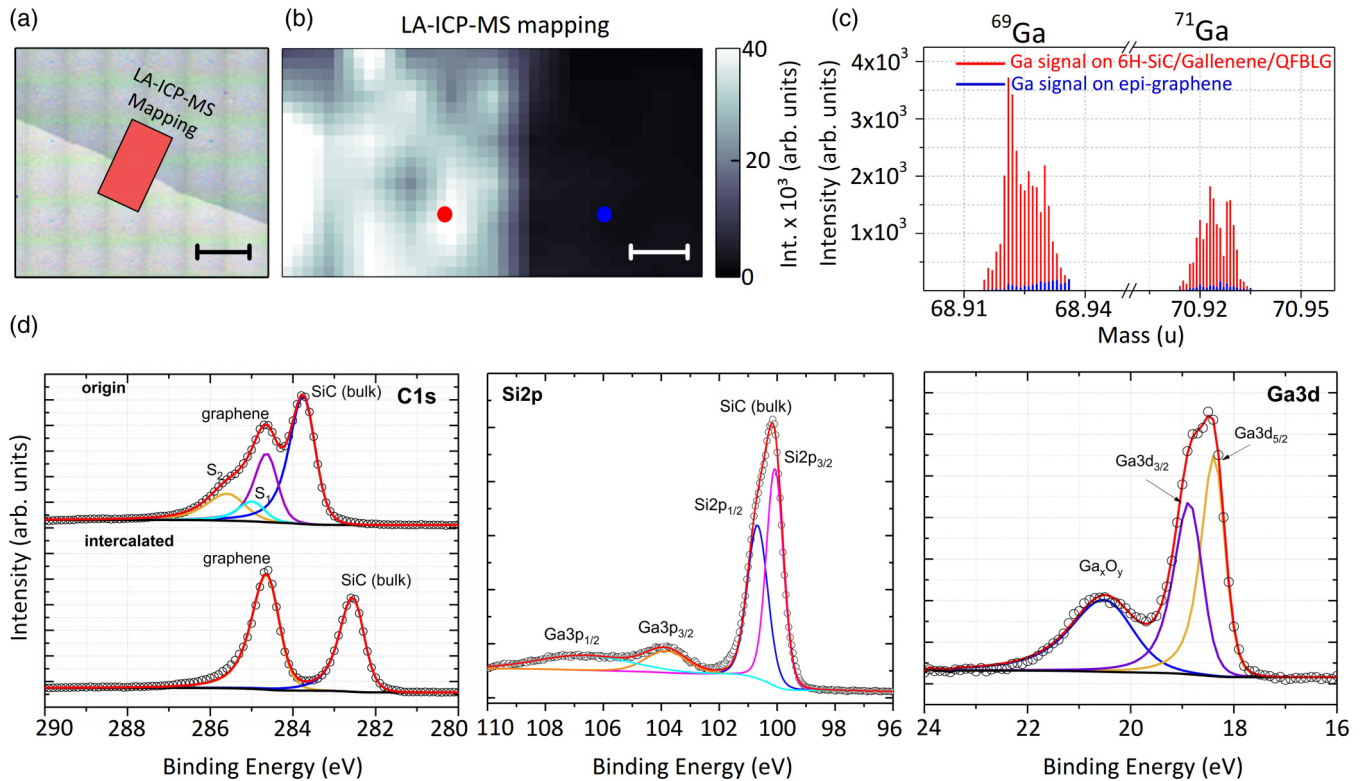 (a)
LA-ICP-MS
Mapping
(b)
LA-ICP-MS mapping
40
20
0
Int. x 10³ (arb. units)
(c)
⁶⁹Ga
⁷¹Ga
Ga signal on 6H-SiC/Gallenene/QFBLG
Ga signal on epi-graphene
4x10³
3x10³
2x10³
1x10³
Intensity (arb. units)
68.91
68.94
70.92
70.95
Mass (u)
(d)
origin
C1s
SiC (bulk)
graphene
S₂
S₁
intercalated
graphene
SiC (bulk)
Intensity (arb. units)
290
288
286
284
282
280
Binding Energy (eV)
Si2p
SiC (bulk)
Si2p₃/₂
Si2p₁/₂
Ga3p₁/₂
Ga3p₃/₂
110
108
106
104
102
100
98
96
Binding Energy (eV)
Ga3d
Ga3d₅/₂
Ga3d₃/₂
GaₓOᵧ
24
22
20
18
16
Binding Energy (eV)